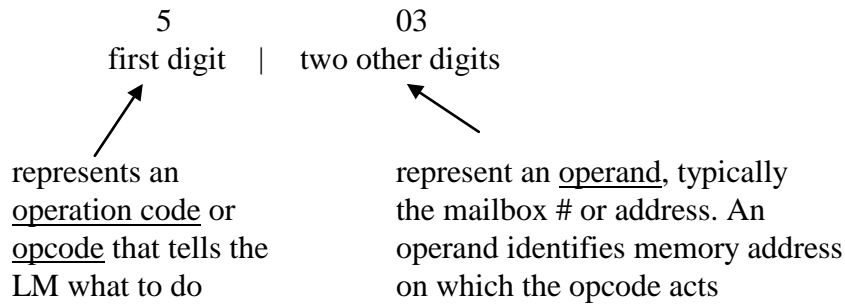 5 03
first digit | two other digits
represents an
operation code or
opcode that tells the
LM what to do
represent an operand, typically
the mailbox # or address. An
operand identifies memory address
on which the opcode acts